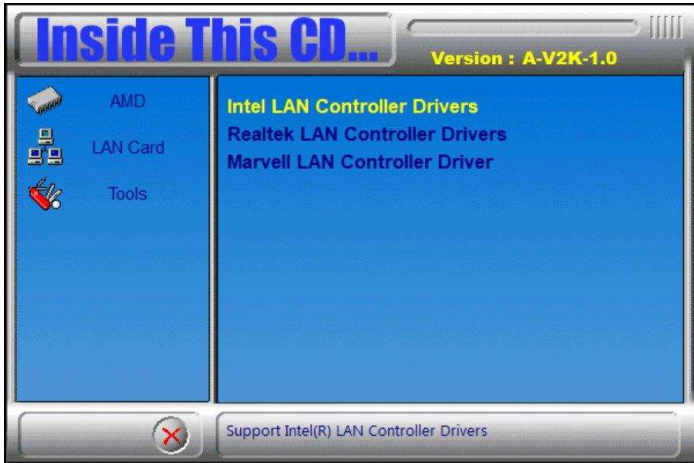 Inside This CD...
Version : A-V2K-1.0
AMD
LAN Card
Tools
Intel LAN Controller Drivers
Realtek LAN Controller Drivers
Marvell LAN Controller Driver
Support Intel(R) LAN Controller Drivers